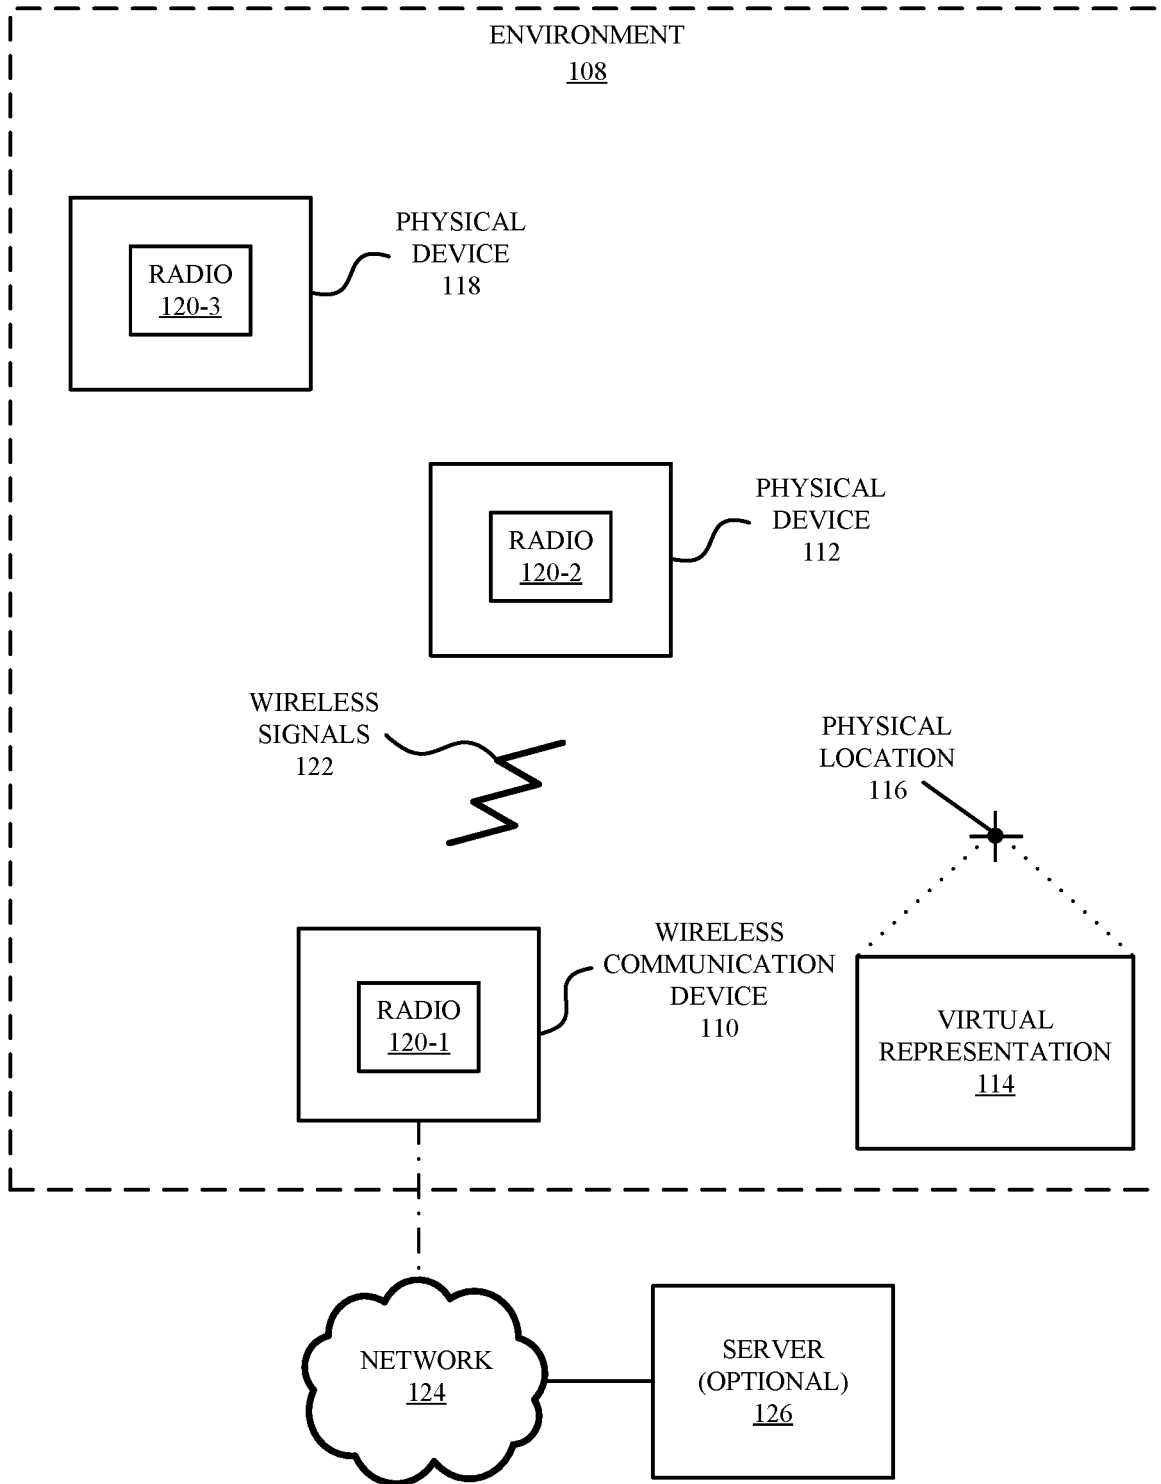 ENVIRONMENT
108
PHYSICAL
DEVICE
118
RADIO
120-3
PHYSICAL
DEVICE
112
RADIO
120-2
WIRELESS
SIGNALS
122
PHYSICAL
LOCATION
116
WIRELESS
COMMUNICATION
DEVICE
110
RADIO
120-1
VIRTUAL
REPRESENTATION
114
NETWORK
124
SERVER
(OPTIONAL)
126